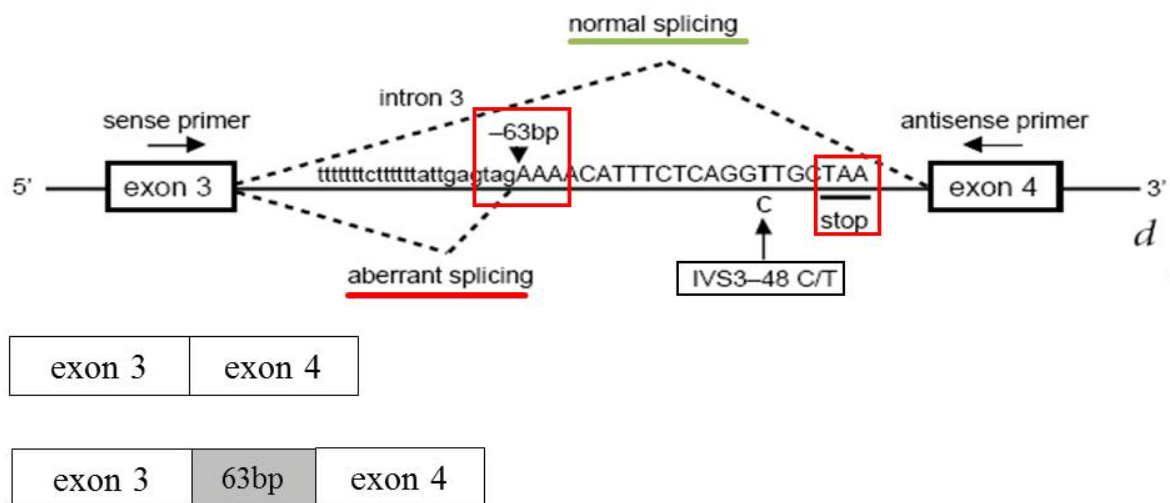 normal splicing
intron 3
sense primer
–63bp
antisense primer
5’
exon 3
tttttttctttttttattgagtagAAAACATTTCTCAGGTTGCTAA
exon 4
3’
C
stop
d
aberrant splicing
IVS3–48 C/T
exon 3
exon 4
exon 3
63bp
exon 4